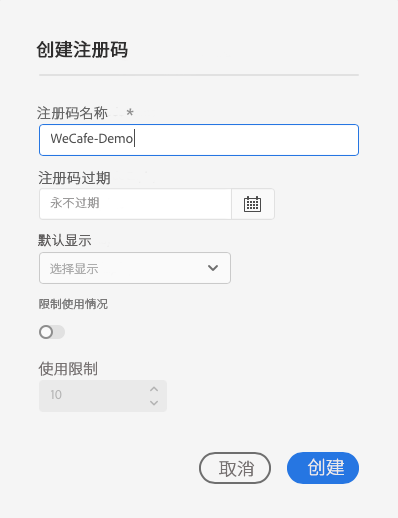 创建注册码
注册码名称 *
WeCafe-Demo
注册码过期
永不过期
默认显示
选择显示
限制使用情况
使用限制
10
取消 创建